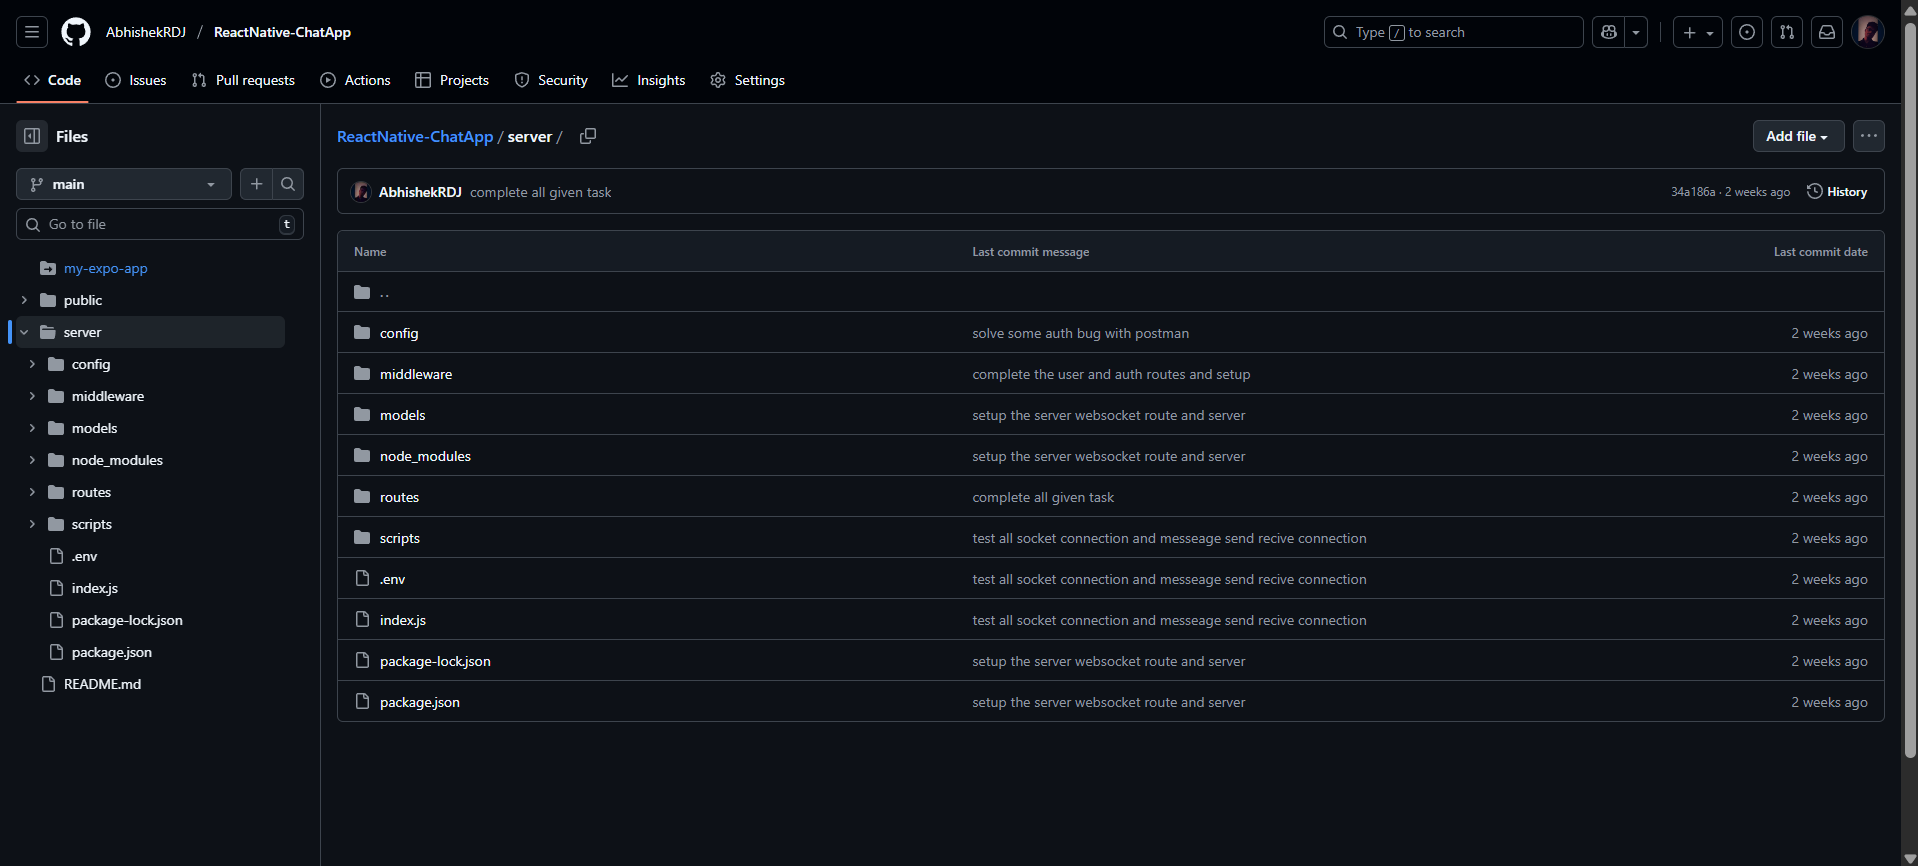 AbhishekRDJ / ReactNative-ChatApp
Type / to search
Code Issues Pull requests Actions Projects Security Insights Settings
Files
main
Go to file t
my-expo-app
public
server
config
middleware
models
node_modules
routes
scripts
.env
index.js
package-lock.json
package.json
README.md
ReactNative-ChatApp / server /
Add file
AbhishekRDJ complete all given task 34a186a · 2 weeks ago History
Name Last commit message Last commit date
..
config solve some auth bug with postman 2 weeks ago
middleware complete the user and auth routes and setup 2 weeks ago
models setup the server websocket route and server 2 weeks ago
node_modules setup the server websocket route and server 2 weeks ago
routes complete all given task 2 weeks ago
scripts test all socket connection and messeage send recive connection 2 weeks ago
.env test all socket connection and messeage send recive connection 2 weeks ago
index.js test all socket connection and messeage send recive connection 2 weeks ago
package-lock.json setup the server websocket route and server 2 weeks ago
package.json setup the server websocket route and server 2 weeks ago